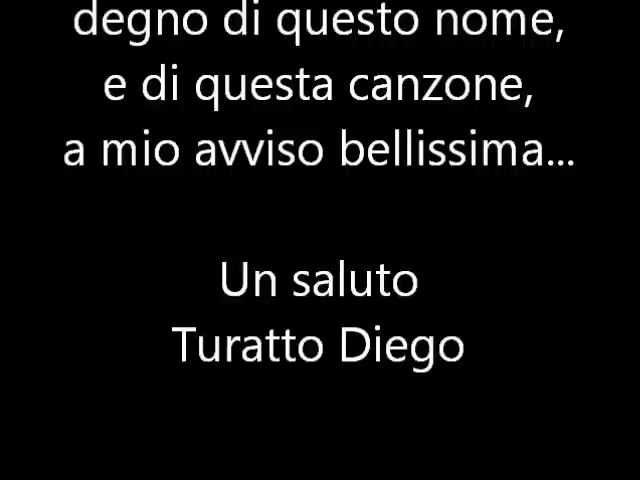 degno di questo nome,
e di questa canzone,
a mio avviso bellissima...
Un saluto
Turatto Diego